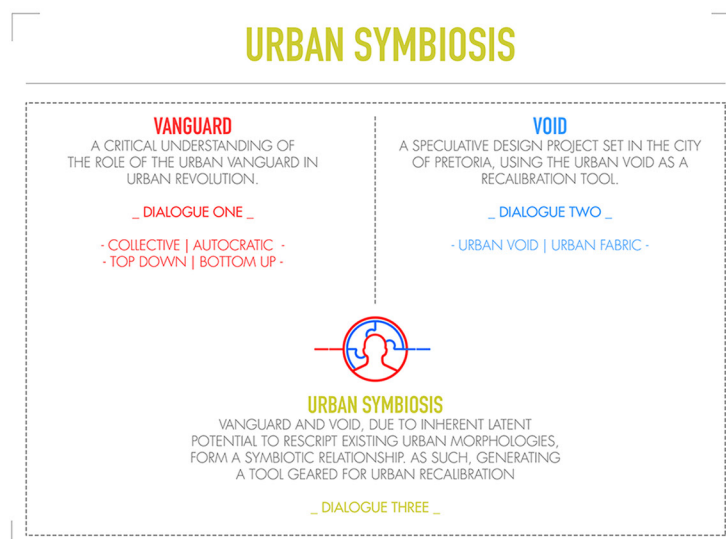 URBAN SYMBIOSIS
VANGUARD
A CRITICAL UNDERSTANDING OF
THE ROLE OF THE URBAN VANGUARD IN
URBAN REVOLUTION.
_ DIALOGUE ONE _
- COLLECTIVE | AUTOCRATIC -
- TOP DOWN | BOTTOM UP -
VOID
A SPECULATIVE DESIGN PROJECT SET IN THE CITY
OF PRETORIA, USING THE URBAN VOID AS A
RECALIBRATION TOOL.
_ DIALOGUE TWO _
- URBAN VOID | URBAN FABRIC -
URBAN SYMBIOSIS
VANGUARD AND VOID, DUE TO INHERENT LATENT
POTENTIAL TO RESCRIPT EXISTING URBAN MORPHOLOGIES,
FORM A SYMBIOTIC RELATIONSHIP. AS SUCH, GENERATING
A TOOL GEARED FOR URBAN RECALIBRATION
_ DIALOGUE THREE _